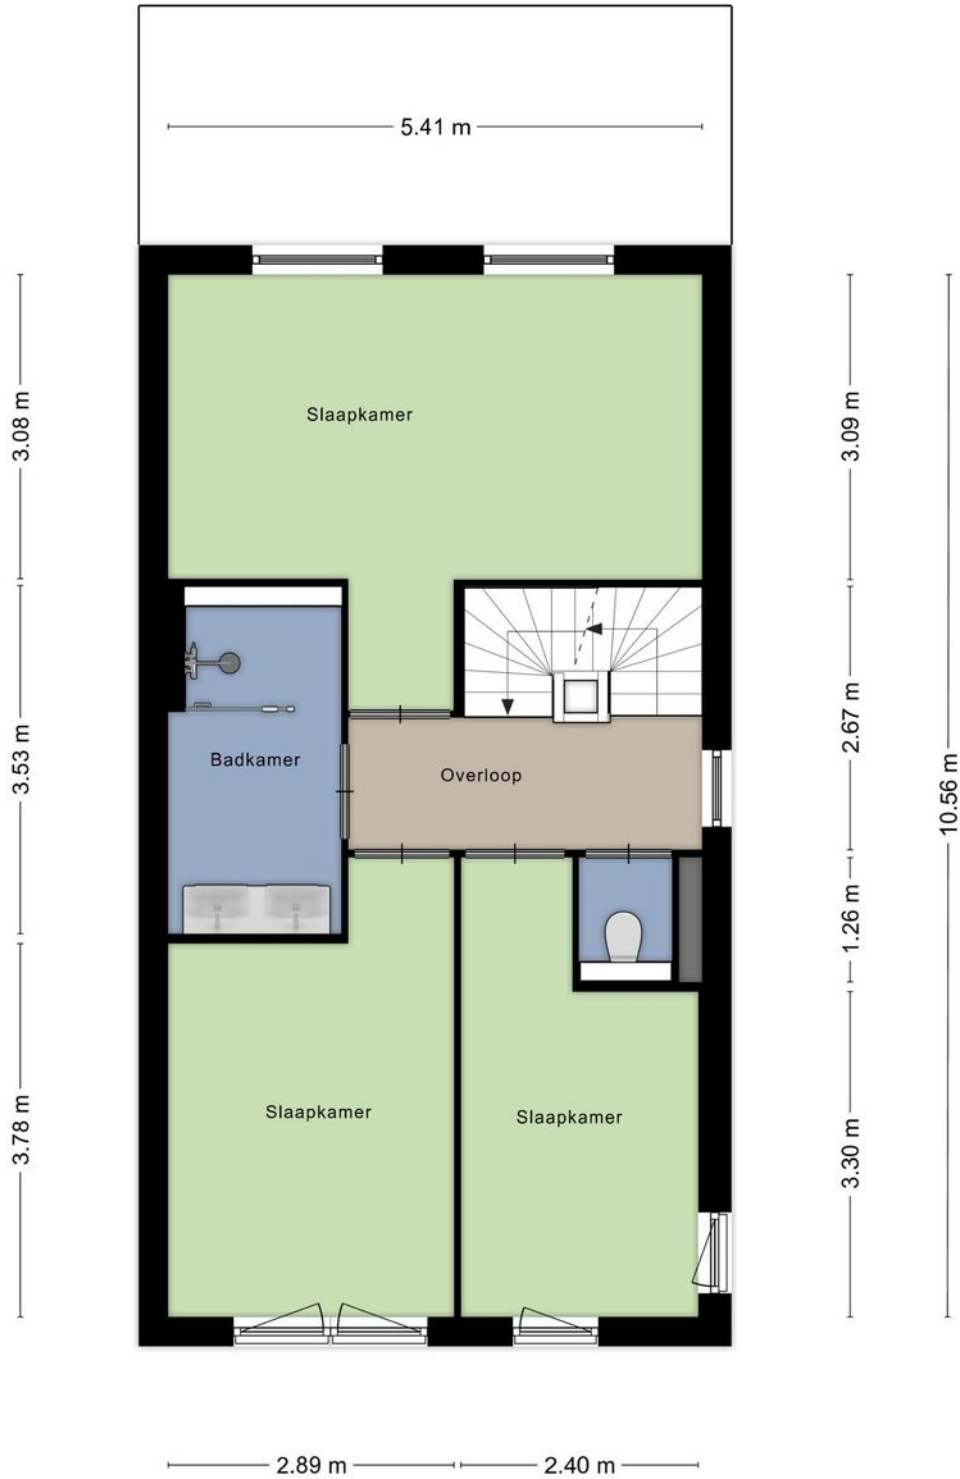 5.41 m
Slaapkamer
3.08 m
3.09 m
Badkamer
Overloop
3.53 m
2.67 m
10.56 m
1.26 m
Slaapkamer
Slaapkamer
3.78 m
3.30 m
2.89 m
2.40 m